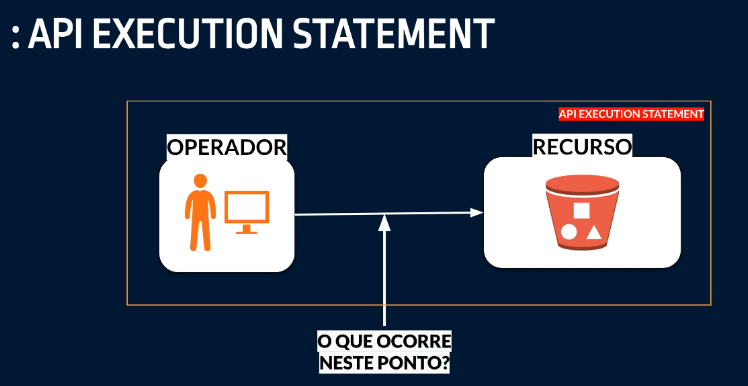 : API EXECUTION STATEMENT
API EXECUTION STATEMENT
OPERADOR
RECURSO
O QUE OCORRE
NESTE PONTO?